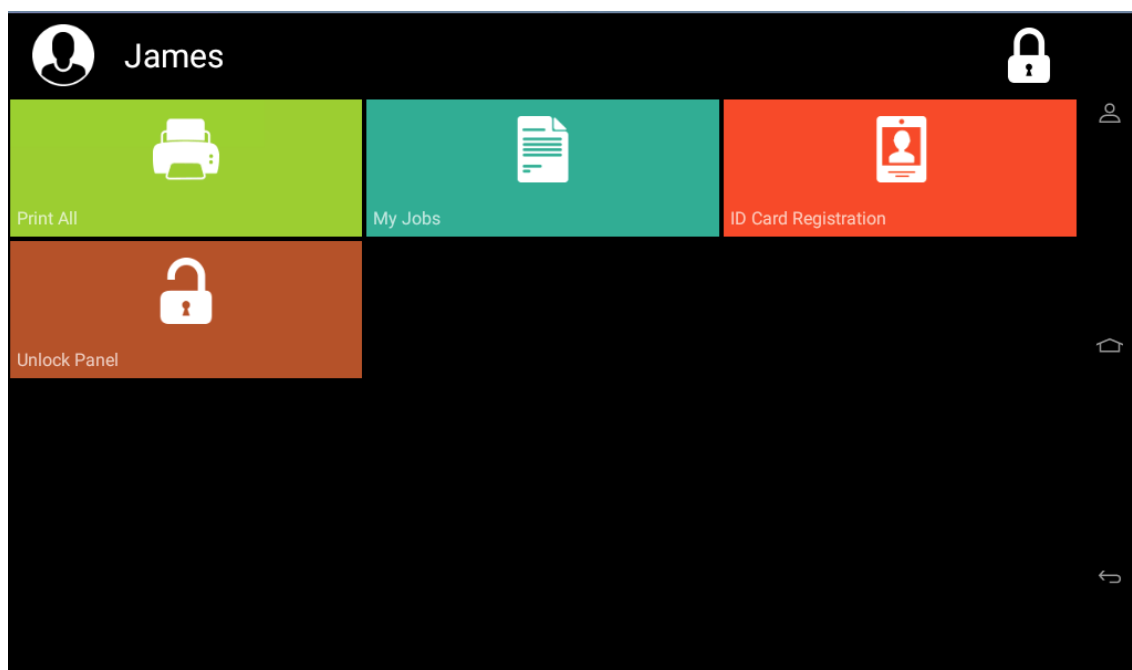 James
Print All
My Jobs
ID Card Registration
Unlock Panel